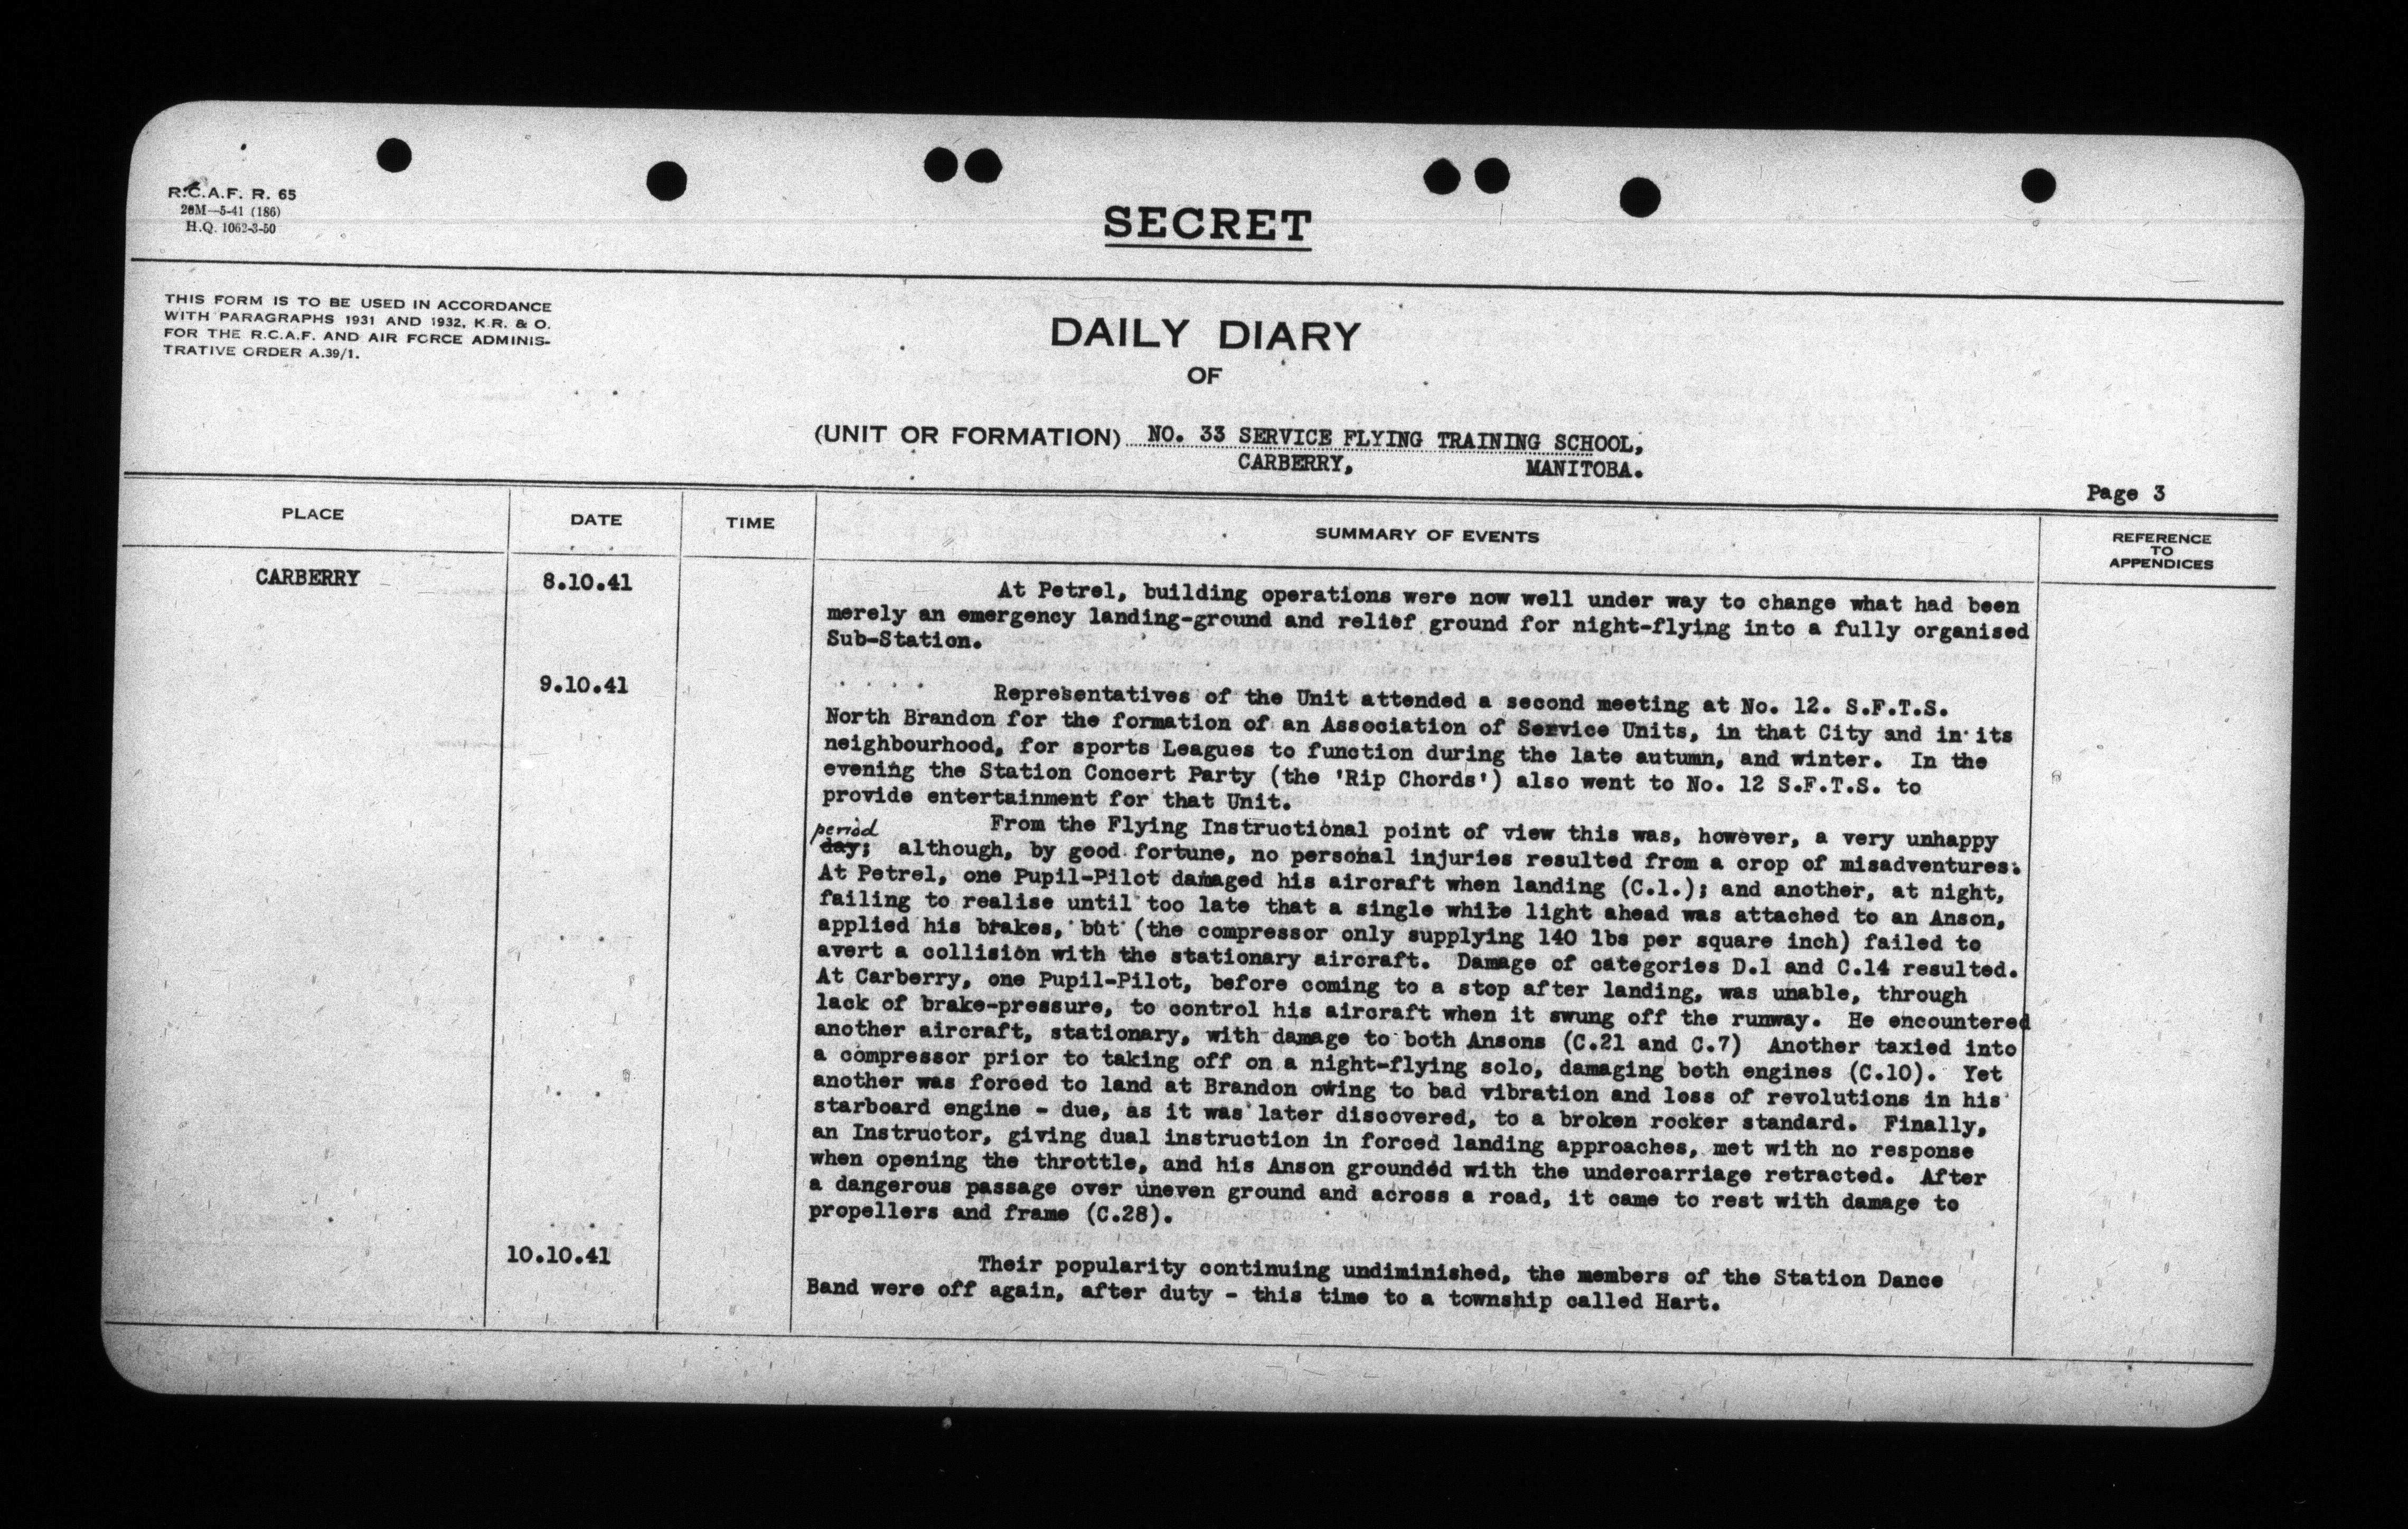 R.C.A.F. R. 65
20M—5-41 (186)
H.Q. 1062-3-50
SECRET
THIS FORM IS TO BE USED IN ACCORDANCE
WITH PARAGRAPHS 1931 AND 1932, K.R. & O.
FOR THE R.C.A.F. AND AIR FORCE ADMINIS-
TRATIVE ORDER A.39/1.
DAILY DIARY
OF
(UNIT OR FORMATION) NO. 33 SERVICE FLYING TRAINING SCHOOL,
CARBERRY, MANITOBA.
Page 3
PLACE DATE TIME SUMMARY OF EVENTS REFERENCE
TO
APPENDICES
CARBERRY 8.10.41 At Petrel, building operations were now well under way to change what had been
merely an emergency landing-ground and relief ground for night-flying into a fully organised
Sub-Station.
9.10.41 Representatives of the Unit attended a second meeting at No. 12. S.F.T.S.
North Brandon for the formation of an Association of Service Units, in that City and in its
neighbourhood, for sports Leagues to function during the late autumn, and winter. In the
evening the Station Concert Party (the 'Rip Chords') also went to No. 12 S.F.T.S. to
provide entertainment for that Unit.
From the Flying Instructional point of view this was, however, a very unhappy
period
day; although, by good fortune, no personal injuries resulted from a crop of misadventures.
At Petrel, one Pupil-Pilot damaged his aircraft when landing (C.1.); and another, at night,
failing to realise until too late that a single white light ahead was attached to an Anson,
applied his brakes, but (the compressor only supplying 140 lbs per square inch) failed to
avert a collision with the stationary aircraft. Damage of categories D.1 and C.14 resulted.
At Carberry, one Pupil-Pilot, before coming to a stop after landing, was unable, through
lack of brake-pressure, to control his aircraft when it swung off the runway. He encountered
another aircraft, stationary, with damage to both Ansons (C.21 and C.7) Another taxied into
a compressor prior to taking off on a night-flying solo, damaging both engines (C.10). Yet
another was forced to land at Brandon owing to bad vibration and loss of revolutions in his
starboard engine - due, as it was later discovered, to a broken rocker standard. Finally,
an Instructor, giving dual instruction in forced landing approaches, met with no response
when opening the throttle, and his Anson grounded with the undercarriage retracted. After
a dangerous passage over uneven ground and across a road, it came to rest with damage to
propellers and frame (C.28).
10.10.41 Their popularity continuing undiminished, the members of the Station Dance
Band were off again, after duty - this time to a township called Hart.